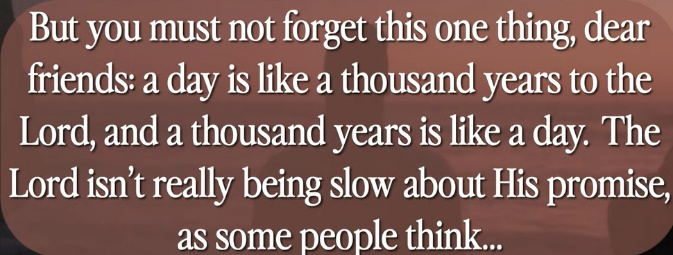 But you must not forget this one thing, dear
friends: a day is like a thousand years to the
Lord, and a thousand years is like a day.  The
Lord isn’t really being slow about His promise,
as some people think...